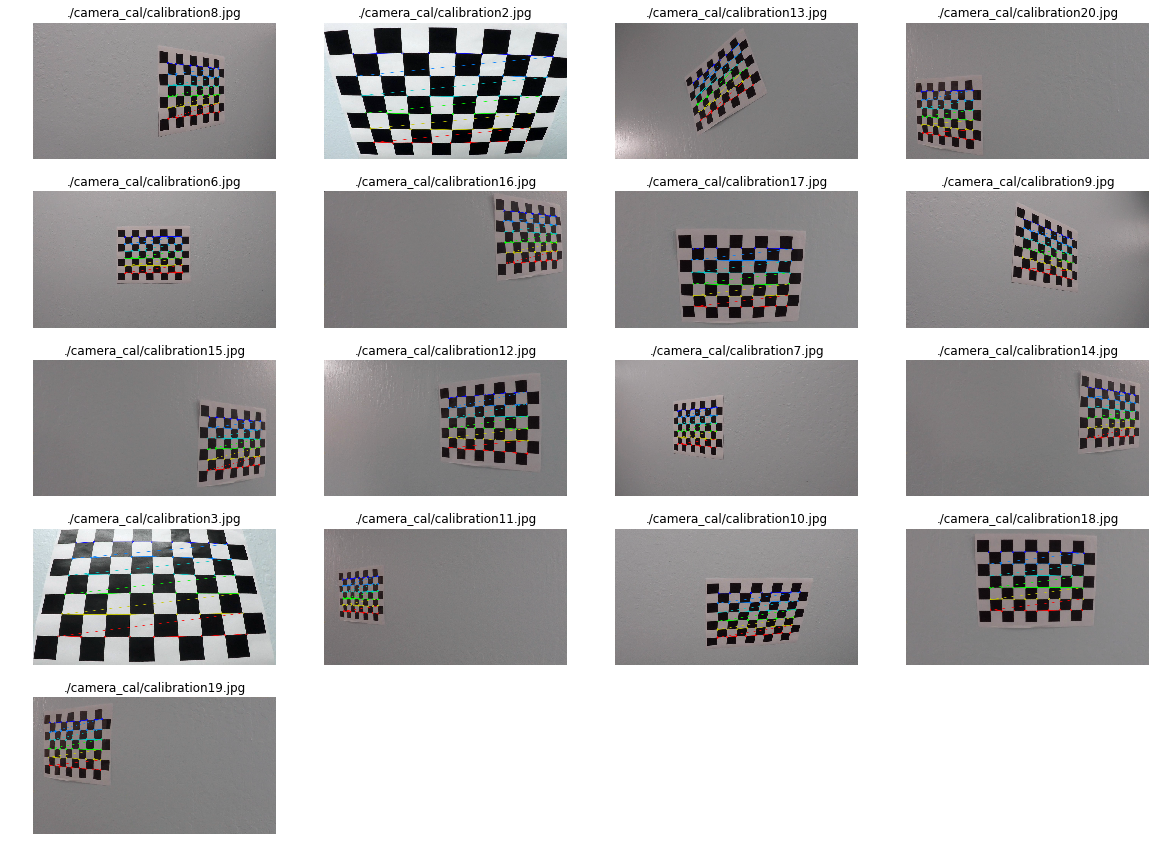 ./camera_cal/calibration8.jpg
./camera_cal/calibration2.jpg
./camera_cal/calibration13.jpg
./camera_cal/calibration20.jpg
./camera_cal/calibration6.jpg
./camera_cal/calibration16.jpg
./camera_cal/calibration17.jpg
./camera_cal/calibration9.jpg
./camera_cal/calibration15.jpg
./camera_cal/calibration12.jpg
./camera_cal/calibration7.jpg
./camera_cal/calibration14.jpg
./camera_cal/calibration3.jpg
./camera_cal/calibration11.jpg
./camera_cal/calibration10.jpg
./camera_cal/calibration18.jpg
./camera_cal/calibration19.jpg